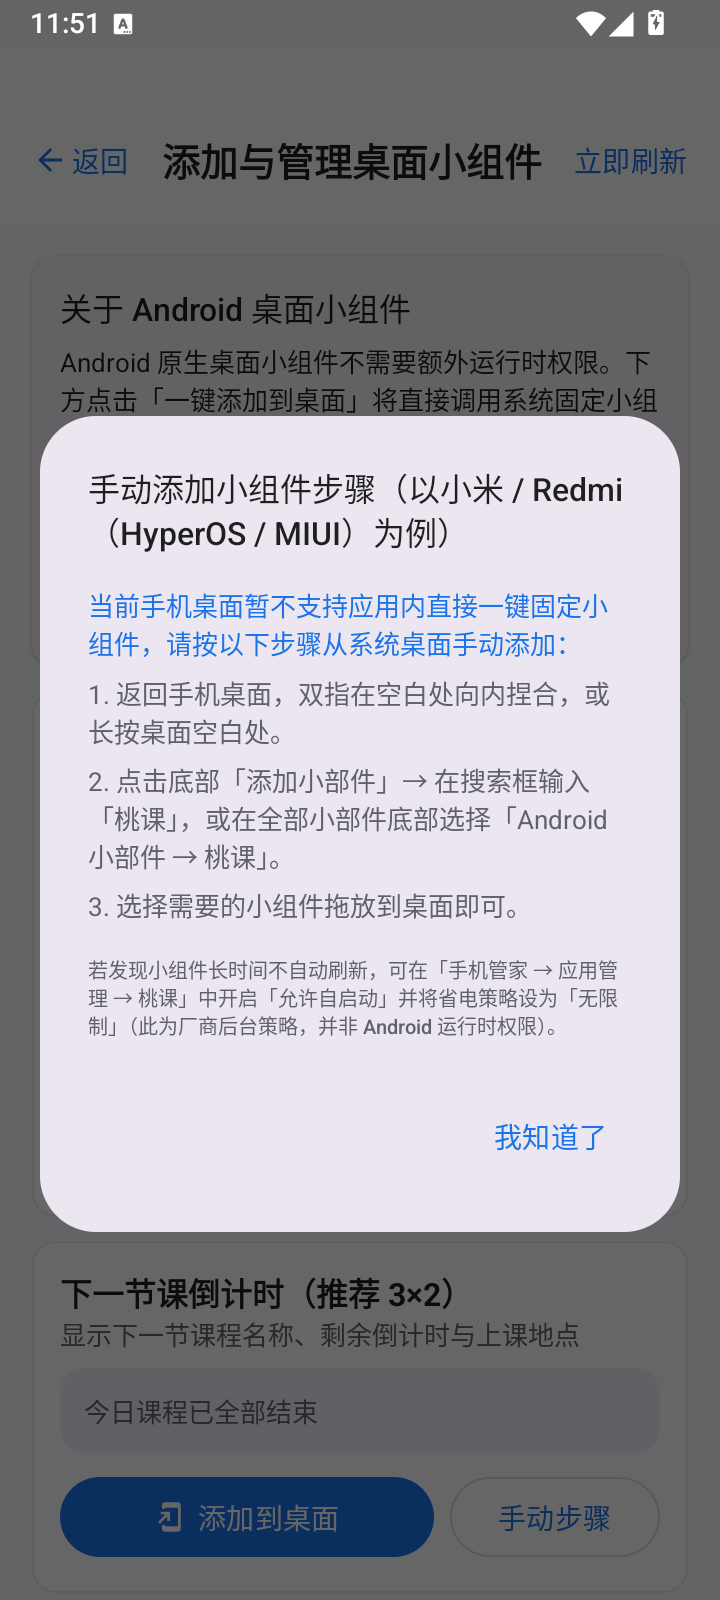 11:51
返回
添加与管理桌面小组件
立即刷新
关于 Android 桌面小组件
Android 原生桌面小组件不需要额外运行时权限。下
方点击「一键添加到桌面」将直接调用系统固定小组
手动添加小组件步骤（以小米 / Redmi
（HyperOS / MIUI）为例）
当前手机桌面暂不支持应用内直接一键固定小
组件，请按以下步骤从系统桌面手动添加：
1. 返回手机桌面，双指在空白处向内捏合，或
长按桌面空白处。
2. 点击底部「添加小部件」→ 在搜索框输入
「桃课」，或在全部小部件底部选择「Android
小部件 → 桃课」。
3. 选择需要的小组件拖放到桌面即可。
若发现小组件长时间不自动刷新，可在「手机管家 → 应用管
理 → 桃课」中开启「允许自启动」并将省电策略设为「无限
制」（此为厂商后台策略，并非 Android 运行时权限）。
我知道了
下一节课倒计时（推荐 3×2）
显示下一节课程名称、剩余倒计时与上课地点
今日课程已全部结束
添加到桌面
手动步骤